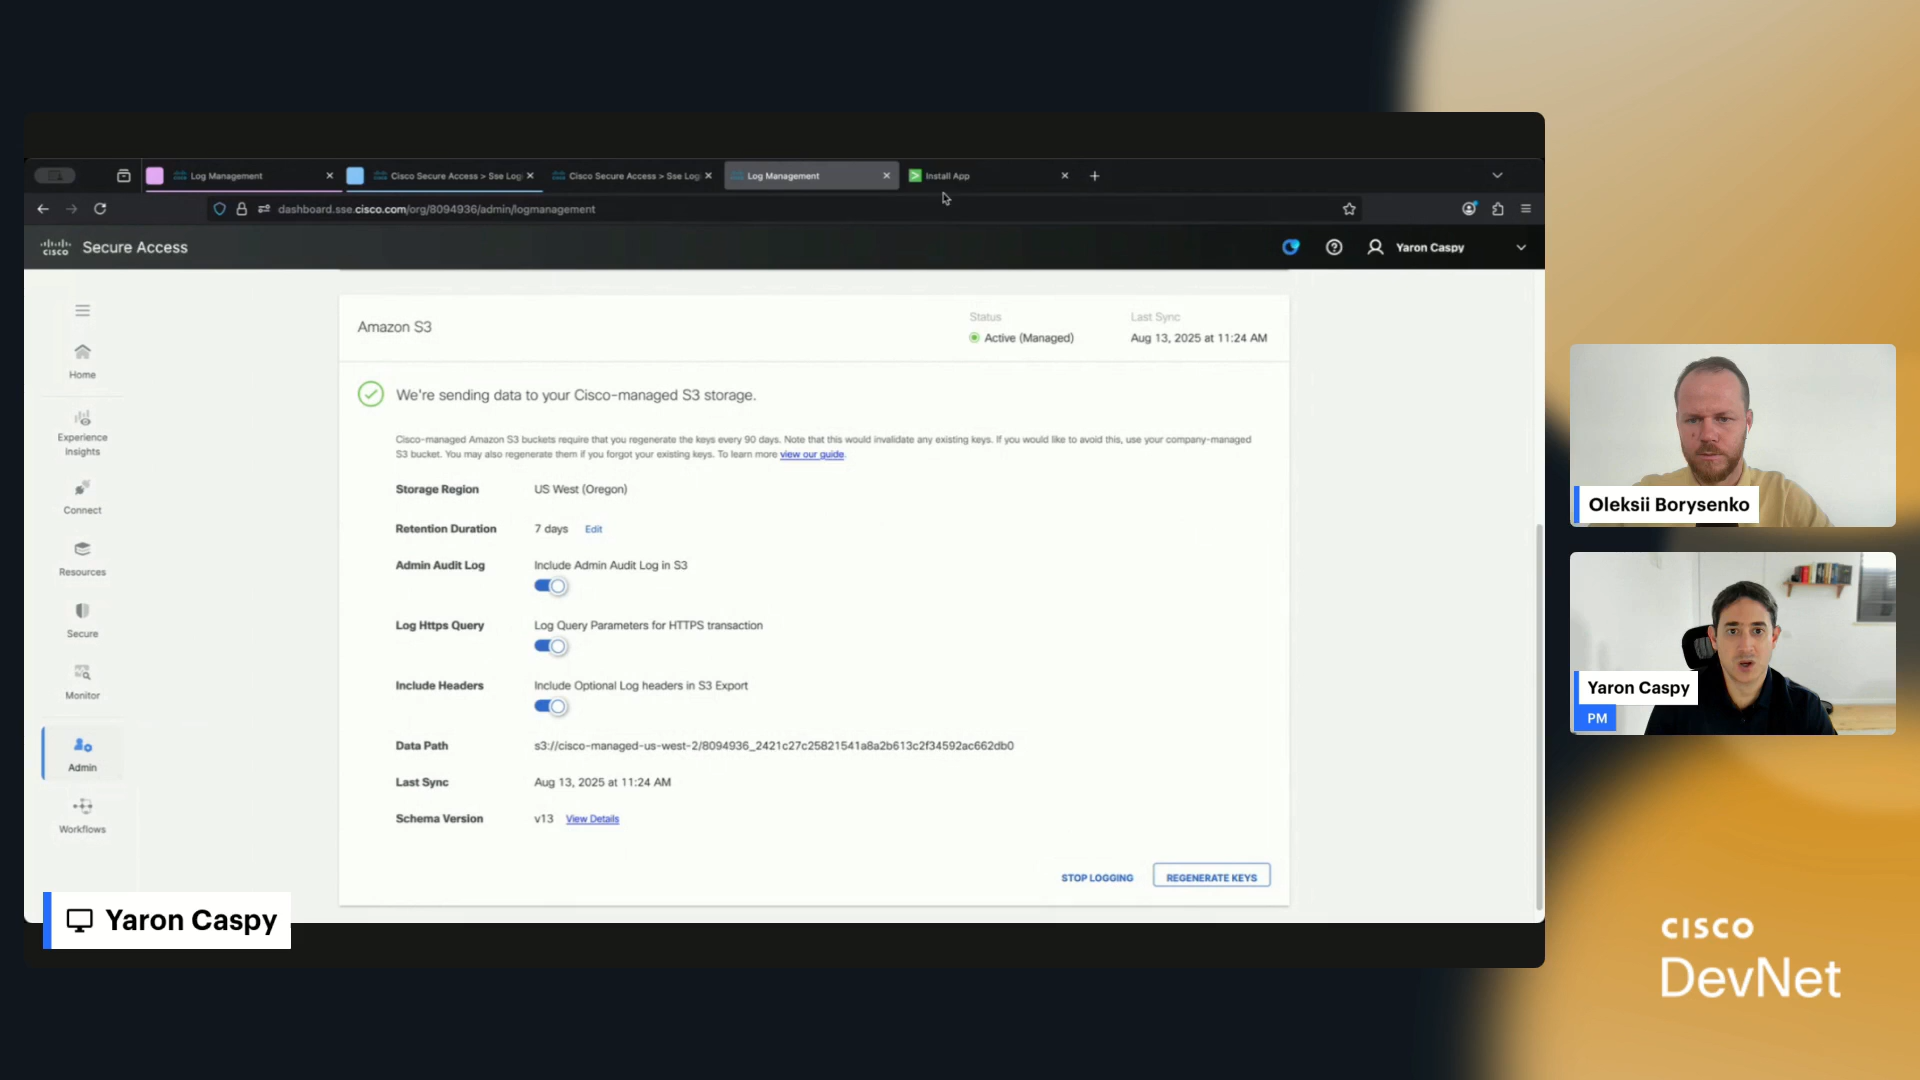 Log Management
Cisco Secure Access > Sse Log
Cisco Secure Access > Sse Log
Log Management
Install App
dashboard.sse.cisco.com/org/8094936/admin/logmanagement
CISCO
Secure Access
Yaron Caspy
Home
Experience
Insights
Connect
Resources
Secure
Monitor
Admin
Workflows
Amazon S3
Status
Active (Managed)
Last Sync
Aug 13, 2025 at 11:24 AM
We're sending data to your Cisco-managed S3 storage.
Cisco-managed Amazon S3 buckets require that you regenerate the keys every 90 days. Note that this would invalidate any existing keys. If you would like to avoid this, use your company-managed
S3 bucket. You may also regenerate them if you forgot your existing keys. To learn more view our guide.
Storage Region US West (Oregon)
Retention Duration 7 days Edit
Admin Audit Log Include Admin Audit Log in S3
Log Https Query Log Query Parameters for HTTPS transaction
Include Headers Include Optional Log headers in S3 Export
Data Path s3://cisco-managed-us-west-2/8094936_2421c27c25821541a8a2b613c2f34592ac662db0
Last Sync Aug 13, 2025 at 11:24 AM
Schema Version v13 View Details
STOP LOGGING
REGENERATE KEYS
Yaron Caspy
Oleksii Borysenko
Yaron Caspy
PM
CISCO
DevNet